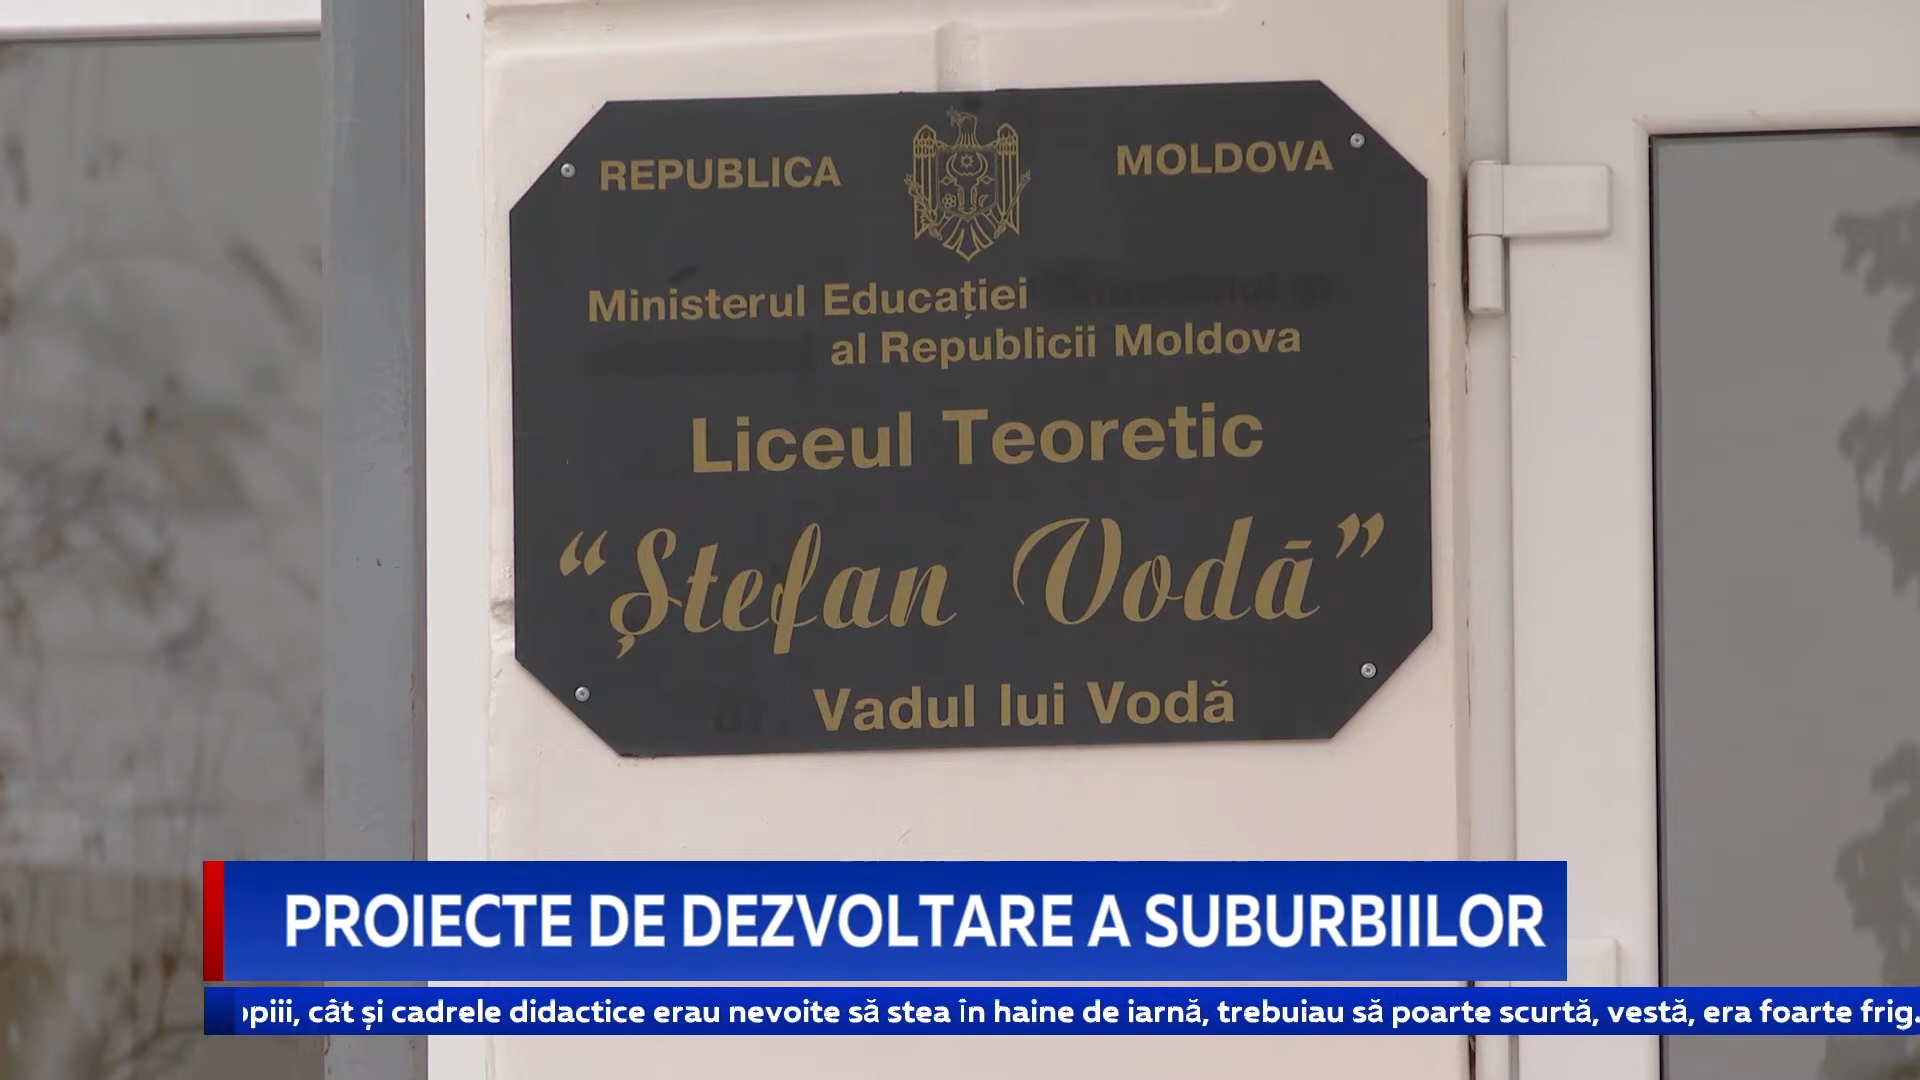 REPUBLICA MOLDOVA
Ministerul Educației
al Republicii Moldova
Liceul Teoretic
“Ștefan Vodă”
Vadul lui Vodă
PROIECTE DE DEZVOLTARE A SUBURBIILOR
cât și cadrele didactice erau nevoite să stea în haine de iarnă, trebuiau să poarte scurtă, vestă, era foarte frig.